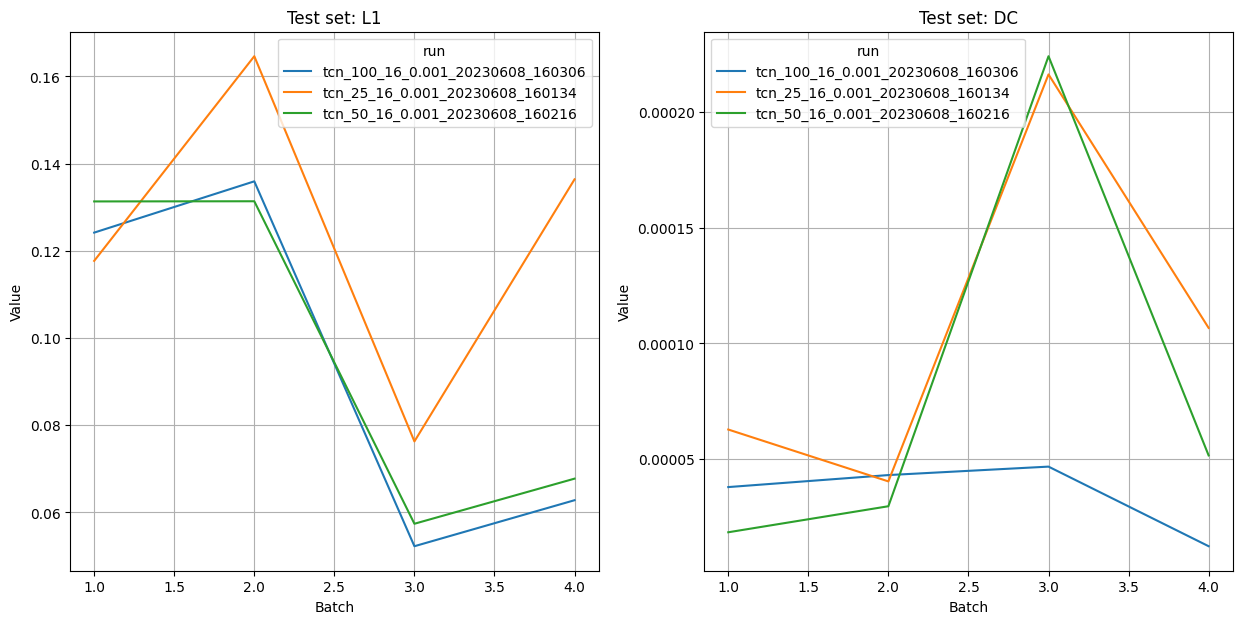 Test set: L1
run
tcn_100_16_0.001_20230608_160306
tcn_25_16_0.001_20230608_160134
tcn_50_16_0.001_20230608_160216
Value
0.16
0.14
0.12
0.10
0.08
0.06
1.0 1.5 2.0 2.5 3.0 3.5 4.0
Batch
Test set: DC
run
tcn_100_16_0.001_20230608_160306
tcn_25_16_0.001_20230608_160134
tcn_50_16_0.001_20230608_160216
Value
0.00020
0.00015
0.00010
0.00005
1.0 1.5 2.0 2.5 3.0 3.5 4.0
Batch